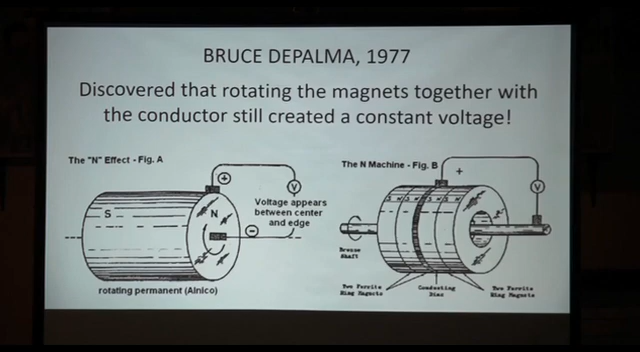 BRUCE DEPALMA, 1977
Discovered that rotating the magnets together with
the conductor still created a constant voltage!
The "N" Effect - Fig. A
+
V
S
N
Voltage appears
between center
and edge
−
rotating permanent (Alnico)
The N Machine - Fig. B
+
V
Bronze
Shaft
Two Ferrite
Ring Magnets
Conducting
Disc
Two Ferrite
Ring Magnets